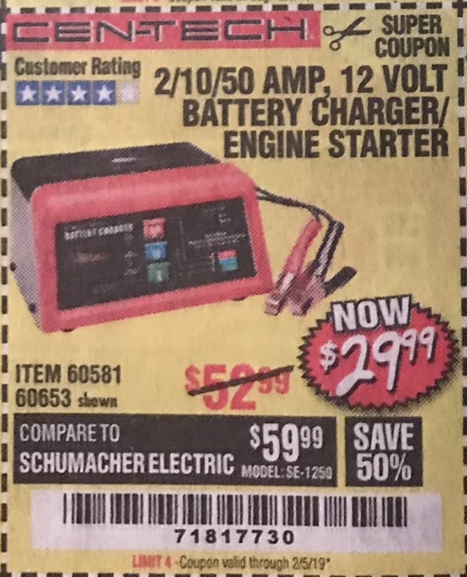 CEN-TECH
SUPER
COUPON
Customer Rating
2/10/50 AMP, 12 VOLT
BATTERY CHARGER/
ENGINE STARTER
BATTERY CHARGER
NOW
$29.99
ITEM 60581
60653 shown
$52.99
COMPARE TO
SCHUMACHER ELECTRIC
$59.99
MODEL: SE-1250
SAVE
50%
71817730
LIMIT 4 - Coupon valid through 2/5/19*